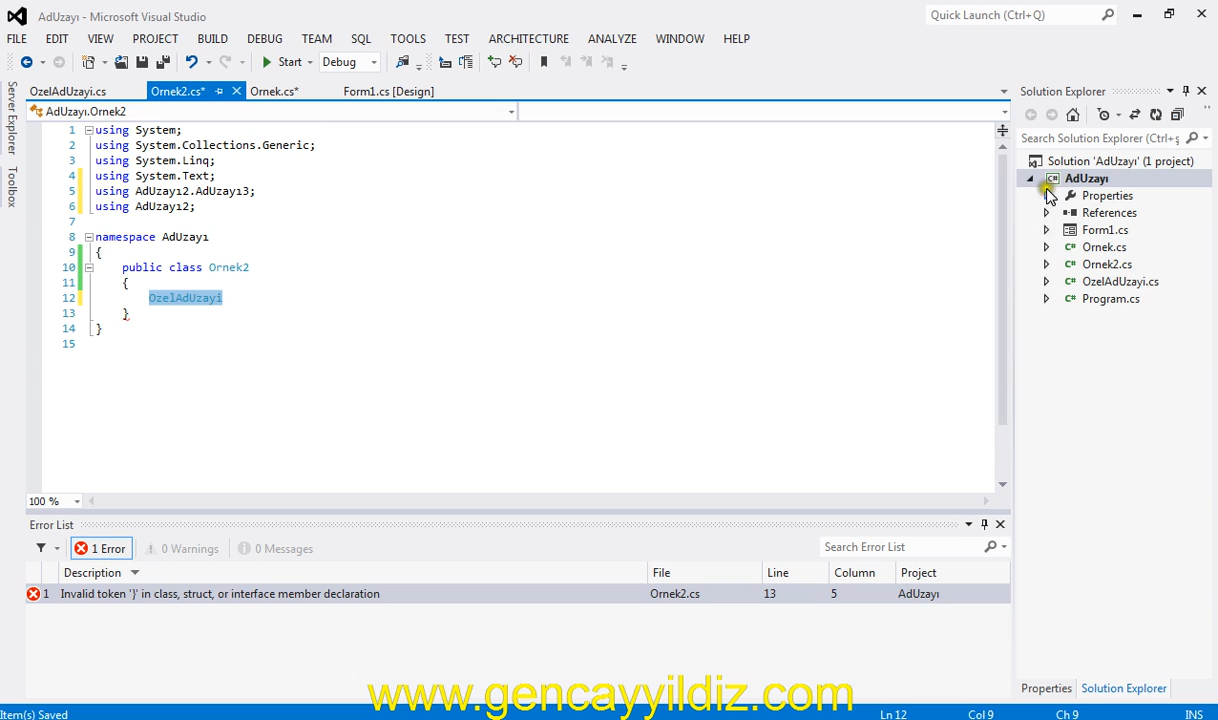 AdUzayı - Microsoft Visual Studio
Quick Launch (Ctrl+Q)
FILE EDIT VIEW PROJECT BUILD DEBUG TEAM SQL TOOLS TEST ARCHITECTURE ANALYZE WINDOW HELP
Start Debug
Server Explorer
Toolbox
OzelAdUzayi.cs Ornek2.cs* Ornek.cs* Form1.cs [Design]
AdUzayı.Ornek2
1 using System;
2 using System.Collections.Generic;
3 using System.Linq;
4 using System.Text;
5 using AdUzayı2.AdUzayı3;
6 using AdUzayı2;
7
8 namespace AdUzayı
9 {
10 public class Ornek2
11 {
12 OzelAdUzayi
13 }
14 }
15
100 %
Solution Explorer
Search Solution Explorer (Ctrl+ş
Solution 'AdUzayı' (1 project)
AdUzayı
Properties
References
Form1.cs
Ornek.cs
Ornek2.cs
OzelAdUzayi.cs
Program.cs
Error List
1 Error 0 Warnings 0 Messages
Search Error List
Description File Line Column Project
1 Invalid token '}' in class, struct, or interface member declaration Ornek2.cs 13 5 AdUzayı
Properties Solution Explorer
www.gencayyildiz.com
Item(s) Saved Ln 12 Col 9 Ch 9 INS